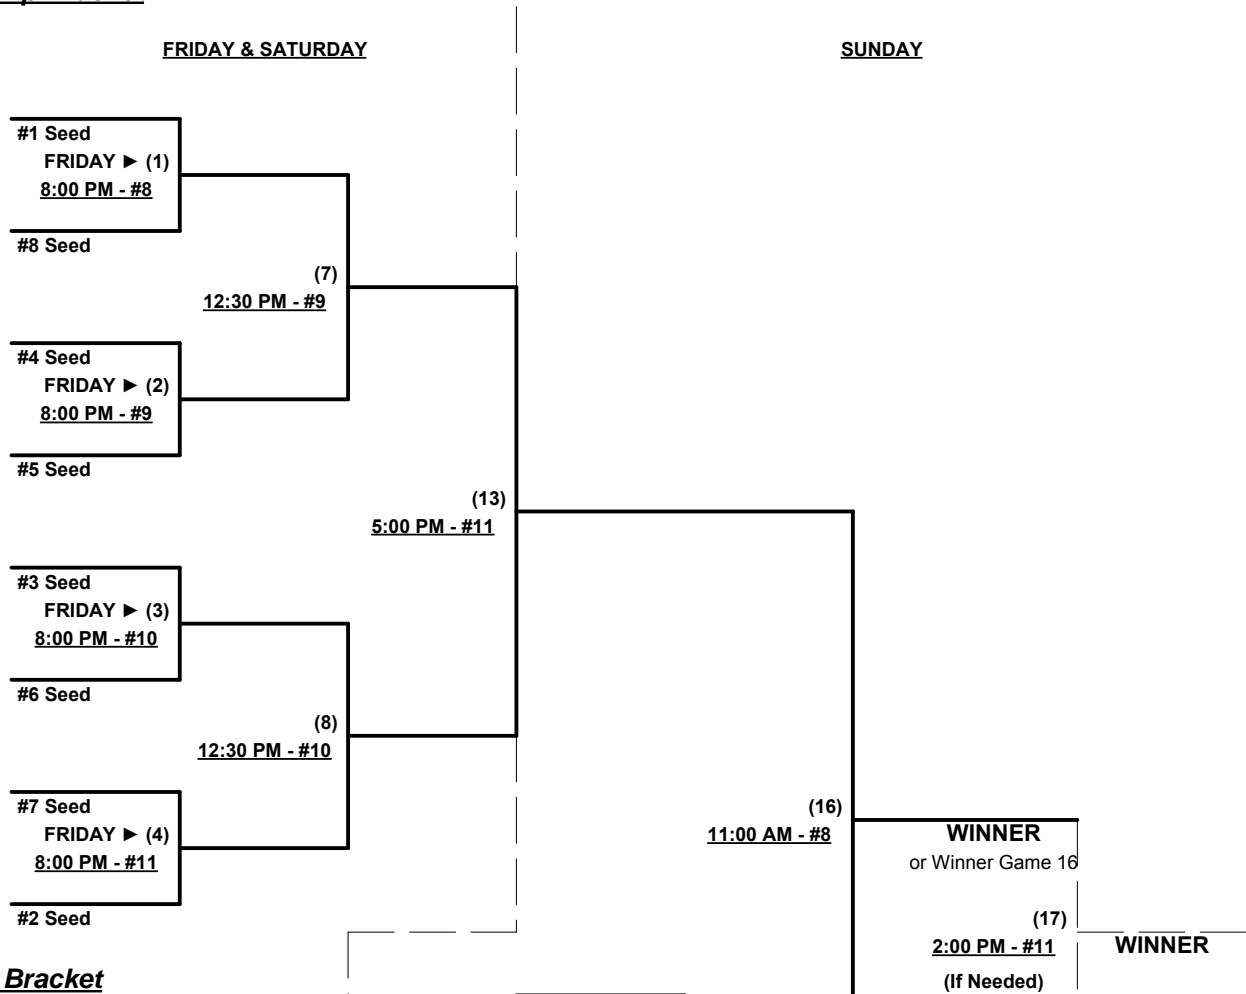 FRIDAY & SATURDAY
SUNDAY
#1 Seed
FRIDAY ► (1)
8:00 PM - #8
#8 Seed
(7)
12:30 PM - #9
#4 Seed
FRIDAY ► (2)
8:00 PM - #9
#5 Seed
(13)
5:00 PM - #11
#3 Seed
FRIDAY ► (3)
8:00 PM - #10
#6 Seed
(8)
12:30 PM - #10
#7 Seed
FRIDAY ► (4)
8:00 PM - #11
#2 Seed
(16)
11:00 AM - #8
WINNER
or Winner Game 16
(17)
2:00 PM - #11
(If Needed)
WINNER
Bracket